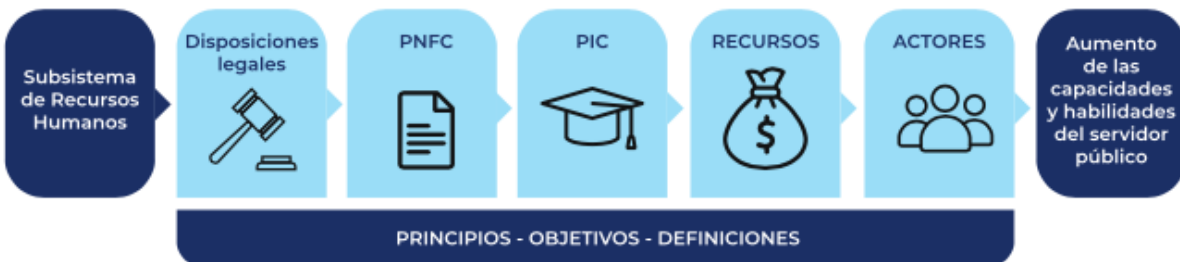 Subsistema
de Recursos
Humanos
Disposiciones
legales
PNFC
PIC
RECURSOS
$
ACTORES
Aumento
de las
capacidades
y habilidades
del servidor
público
PRINCIPIOS - OBJETIVOS - DEFINICIONES